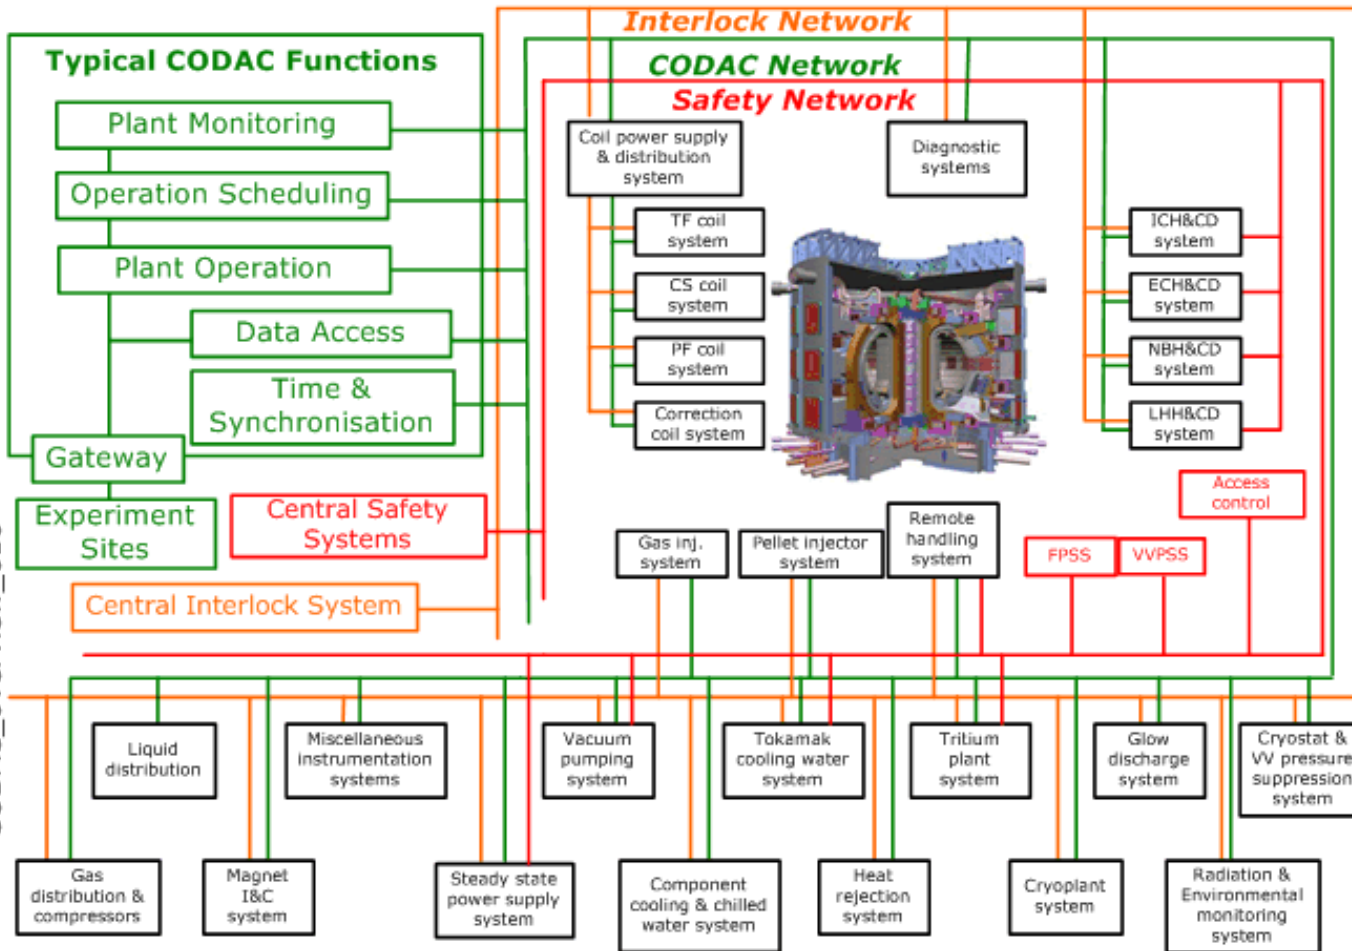 Interlock Network
Typical CODAC Functions
CODAC Network
Safety Network
Plant Monitoring
Operation Scheduling
Plant Operation
Data Access
Time &
Synchronisation
Gateway
Experiment
Sites
Central Safety
Systems
Central Interlock System
Coil power supply
& distribution
system
Diagnostic
systems
TF coil
system
CS coil
system
PF coil
system
Correction
coil system
ICH&CD
system
ECH&CD
system
NBH&CD
system
LHH&CD
system
Access
control
Gas inj.
system
Pellet injector
system
Remote
handling
system
FPSS
VVPSS
Liquid
distribution
Miscellaneous
instrumentation
systems
Vacuum
pumping
system
Tokamak
cooling water
system
Tritium
plant
system
Glow
discharge
system
Cryostat &
VV pressure
suppression
system
Gas
distribution &
compressors
Magnet
I&C
system
Steady state
power supply
system
Component
cooling & chilled
water system
Heat
rejection
system
Cryoplant
system
Radiation &
Environmental
monitoring
system